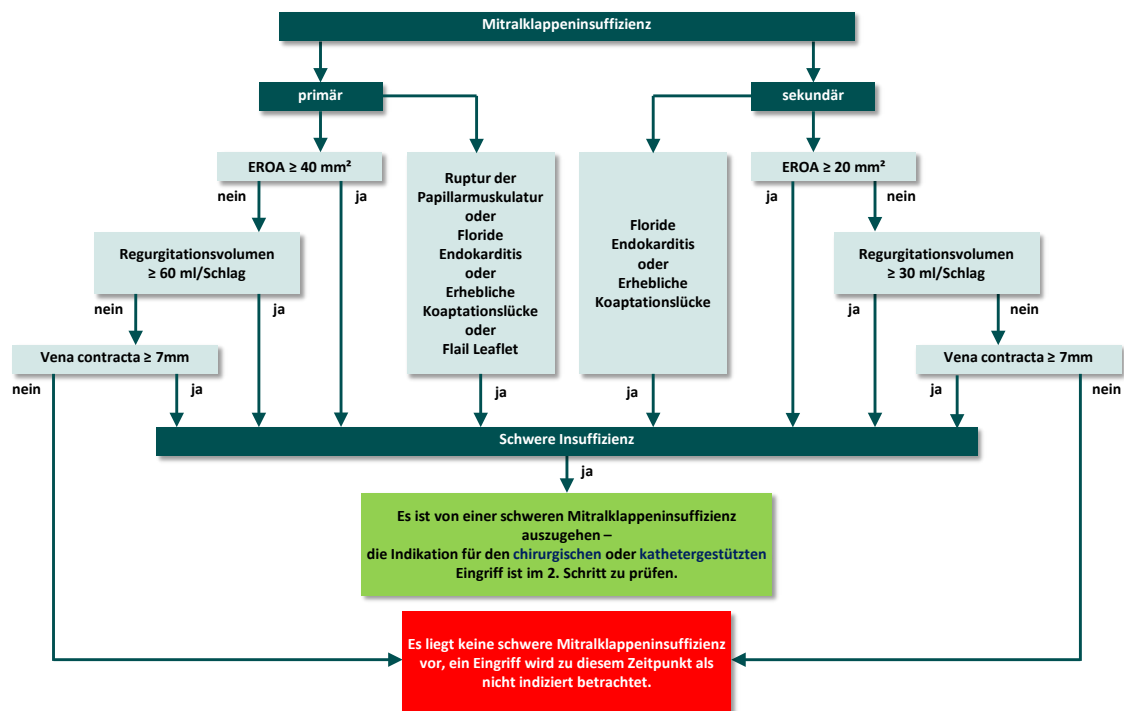 Mitralklappeninsuffizienz
primär
sekundär
EROA ≥ 40 mm²
EROA ≥ 20 mm²
nein
ja
ja
nein
Ruptur der
Papillarmuskulatur
oder
Floride
Endokarditis
oder
Erhebliche
Koaptationslücke
oder
Flail Leaflet
Floride
Endokarditis
oder
Erhebliche
Koaptationslücke
Regurgitationsvolumen
≥ 60 ml/Schlag
Regurgitationsvolumen
≥ 30 ml/Schlag
nein
ja
ja
nein
Vena contracta ≥ 7mm
Vena contracta ≥ 7mm
nein
ja
ja
ja
ja
nein
Schwere Insuffizienz
ja
Es ist von einer schweren Mitralklappeninsuffizienz
auszugehen –
die Indikation für den chirurgischen oder kathetergestützten
Eingriff ist im 2. Schritt zu prüfen.
Es liegt keine schwere Mitralklappeninsuffizienz
vor, ein Eingriff wird zu diesem Zeitpunkt als
nicht indiziert betrachtet.